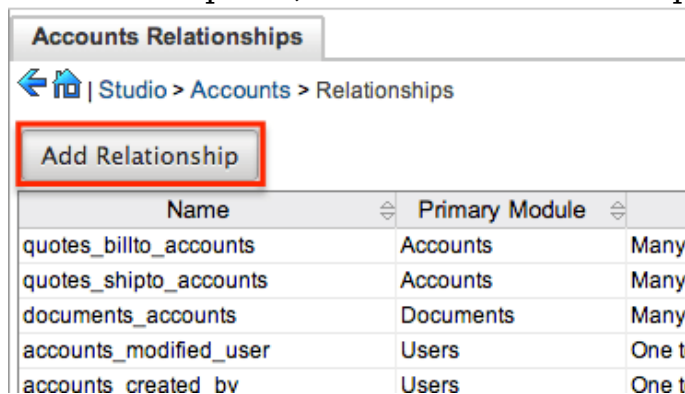 Accounts Relationships
| Studio > Accounts > Relationships
Add Relationship
Name Primary Module
quotes_billto_accounts Accounts Many
quotes_shipto_accounts Accounts Many
documents_accounts Documents Many
accounts_modified_user Users One t
accounts_created_by Users One t